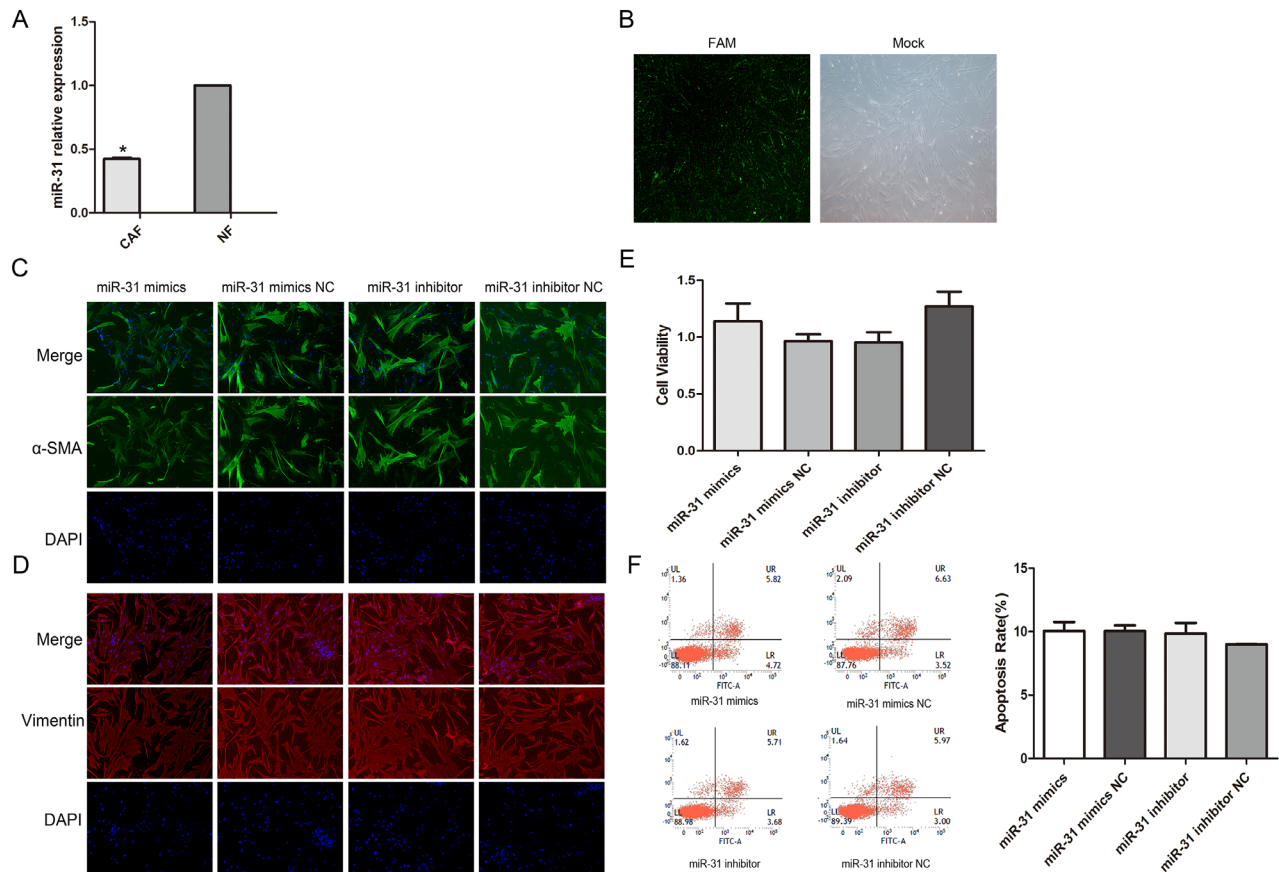 A
miR-31 relative expression
1.5
1.0
0.5
0.0
*
CAF
NF
B
FAM
Mock
C
miR-31 mimics
miR-31 mimics NC
miR-31 inhibitor
miR-31 inhibitor NC
Merge
α-SMA
DAPI
D
Merge
Vimentin
DAPI
E
Cell Viability
1.5
1.0
0.5
0.0
miR-31 mimics
miR-31 mimics NC
miR-31 inhibitor
miR-31 inhibitor NC
F
UL
1.36
UR
5.82
LL
88.11
LR
4.72
FITC-A
miR-31 mimics
UL
2.09
UR
6.63
LL
87.76
LR
3.52
FITC-A
miR-31 mimics NC
UL
1.62
UR
5.71
LL
88.98
LR
3.68
FITC-A
miR-31 inhibitor
UL
1.64
UR
5.97
LL
89.39
LR
3.00
FITC-A
miR-31 inhibitor NC
Apoptosis Rate(%)
15
10
5
0
miR-31 mimics
miR-31 mimics NC
miR-31 inhibitor
miR-31 inhibitor NC